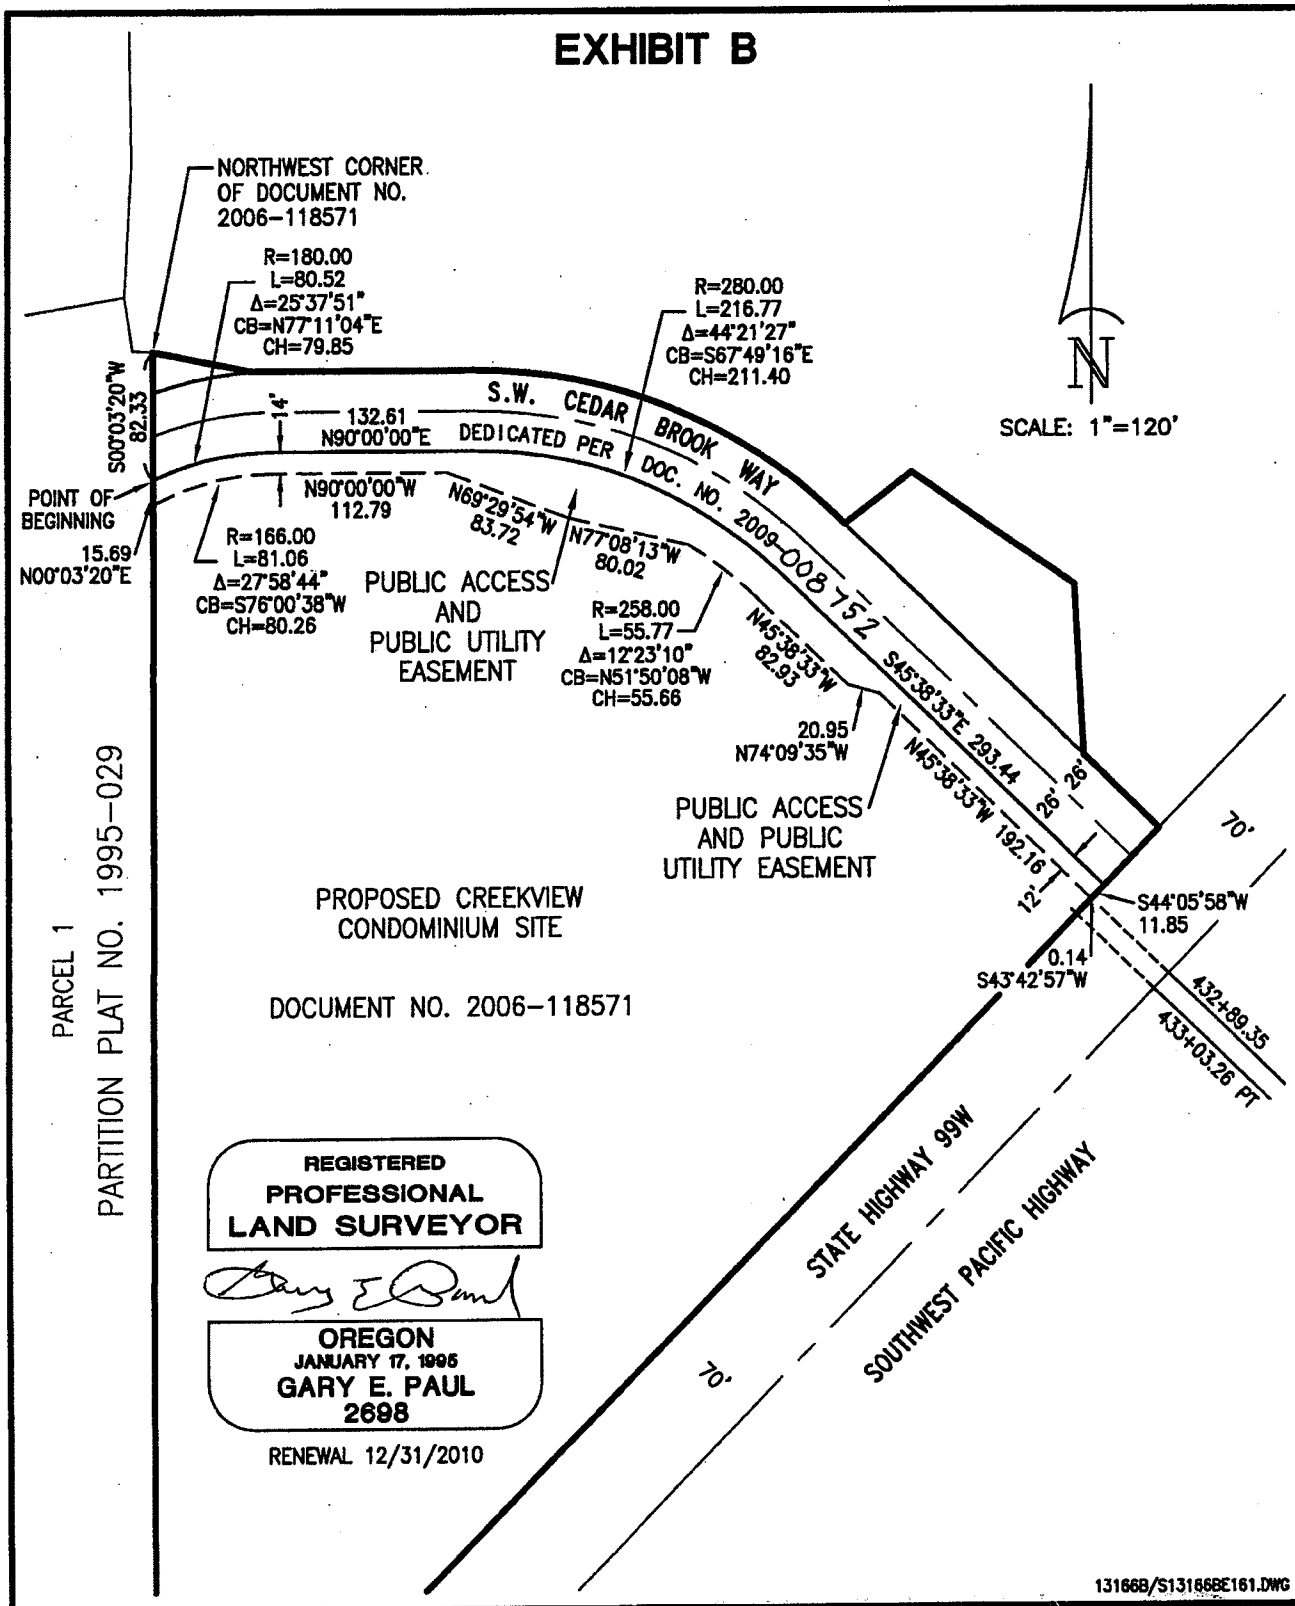 EXHIBIT B
NORTHWEST CORNER
OF DOCUMENT NO.
2006-118571
R=180.00
L=80.52
Δ=25°37'51"
CB=N77°11'04"E
CH=79.85
R=280.00
L=216.77
Δ=44°21'27"
CB=S67°49'16"E
CH=211.40
N
SCALE: 1"=120'
S00°03'20"W
82.33
14'
132.61
N90°00'00"E
S.W. CEDAR BROOK WAY
DEDICATED PER DOC. NO. 2009-008752
POINT OF
BEGINNING
15.69
N00°03'20"E
N90°00'00"W
112.79
N69°29'54"W
83.72
N77°08'13"W
80.02
R=166.00
L=81.06
Δ=27°58'44"
CB=S76°00'38"W
CH=80.26
PUBLIC ACCESS
AND
PUBLIC UTILITY
EASEMENT
R=258.00
L=55.77
Δ=12°23'10"
CB=N51°50'08"W
CH=55.66
N45°38'33"W
82.93
S45°38'33"E 293.44
20.95
N74°09'35"W
N45°38'33"W 192.16
26' 26'
12'
70'
PUBLIC ACCESS
AND PUBLIC
UTILITY EASEMENT
S44°05'58"W
11.85
0.14
S43°42'57"W
432+89.35
433+03.26 PT
PARCEL 1
PARTITION PLAT NO. 1995-029
PROPOSED CREEKVIEW
CONDOMINIUM SITE
DOCUMENT NO. 2006-118571
STATE HIGHWAY 99W
SOUTHWEST PACIFIC HIGHWAY
70'
REGISTERED
PROFESSIONAL
LAND SURVEYOR
Gary E Paul
OREGON
JANUARY 17, 1995
GARY E. PAUL
2698
RENEWAL 12/31/2010
13166B/S13166BE161.DWG